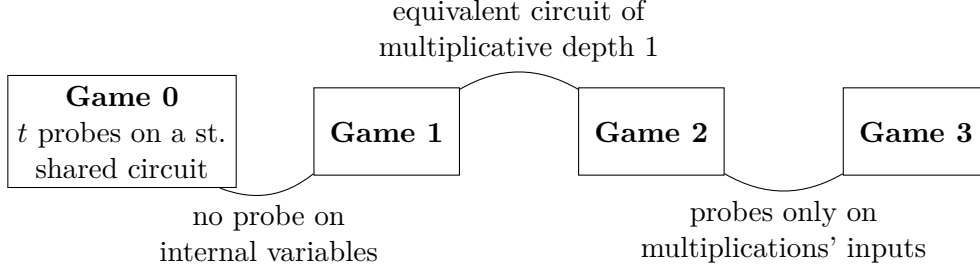 equivalent circuit of
multiplicative depth 1
Game 0
t probes on a st.
shared circuit
Game 1
Game 2
Game 3
no probe on
internal variables
probes only on
multiplications' inputs